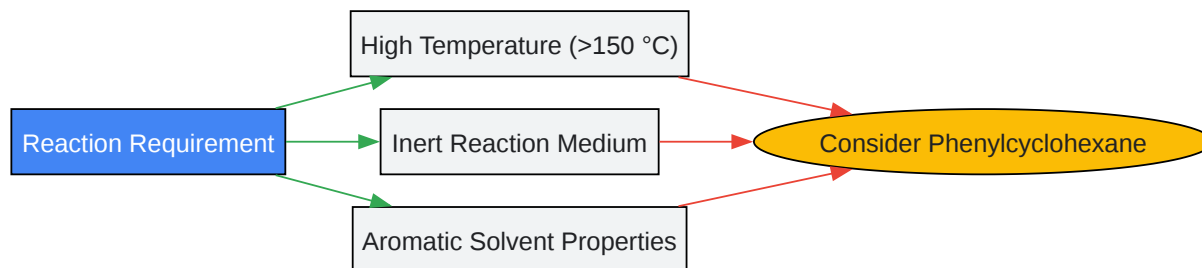 High Temperature (>150 °C)
Reaction Requirement
Inert Reaction Medium
Consider Phenylcyclohexane
Aromatic Solvent Properties